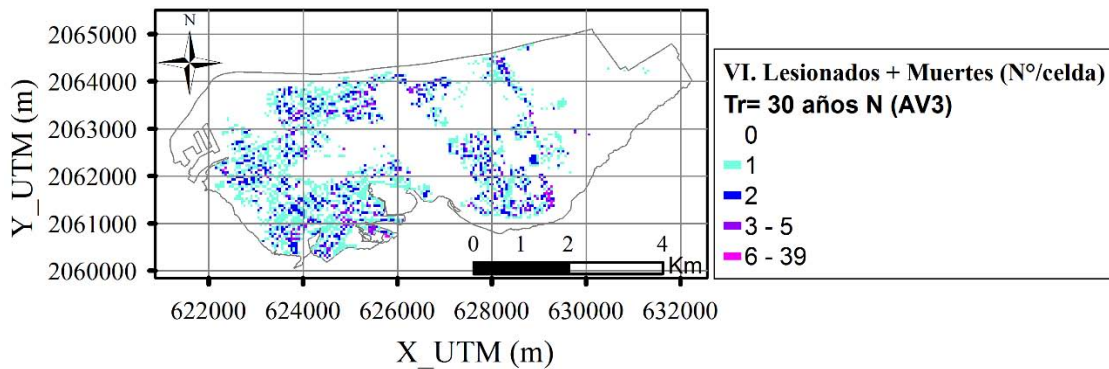 N
2065000
2064000
2063000
2062000
2061000
2060000
Y_UTM (m)
0 1 2 4
Km
622000 624000 626000 628000 630000 632000
X_UTM (m)
VI. Lesionados + Muertes (N°/celda)
Tr= 30 años N (AV3)
0
1
2
3 - 5
6 - 39